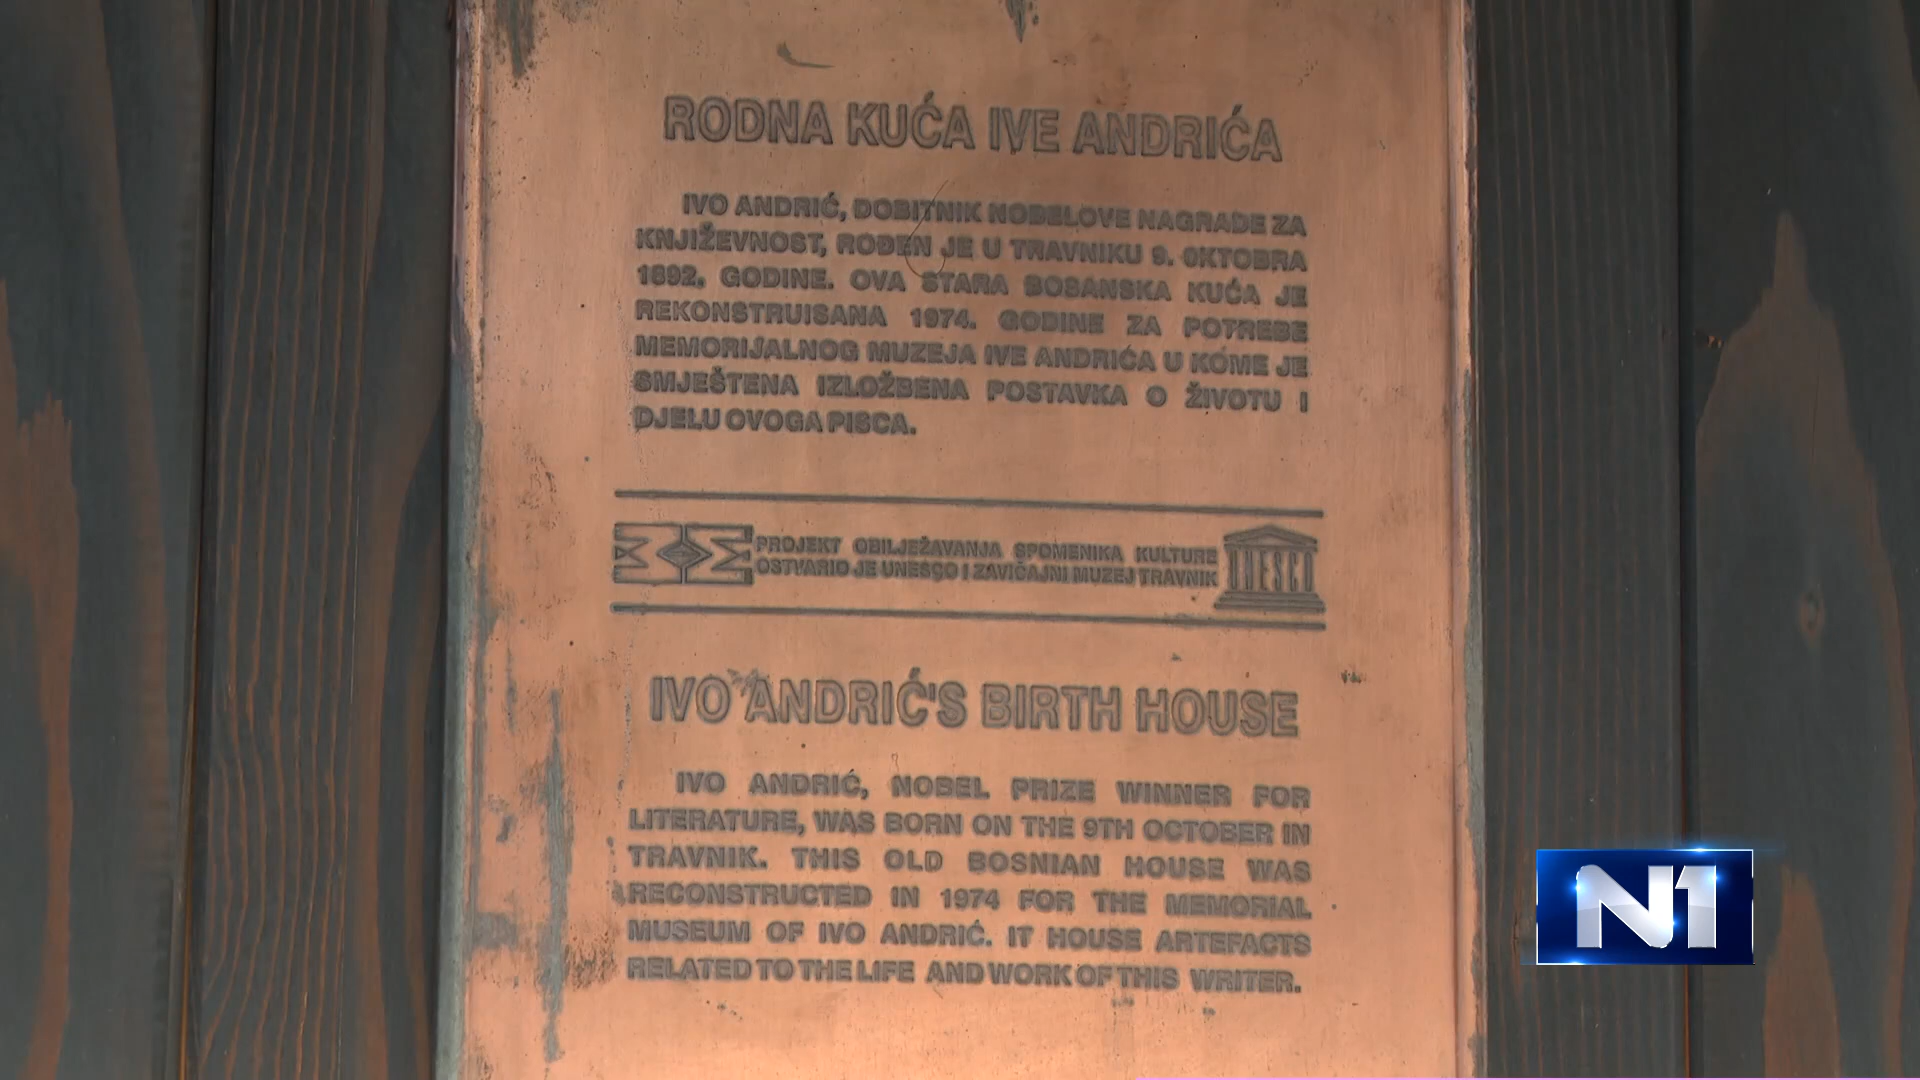 RODNA KUĆA IVE ANDRIĆA
IVO ANDRIĆ, DOBITNIK NOBELOVE NAGRADE ZA
KNJIŽEVNOST, ROĐEN JE U TRAVNIKU 9. OKTOBRA
1892. GODINE. OVA STARA BOSANSKA KUĆA JE
REKONSTRUISANA 1974. GODINE ZA POTREBE
MEMORIJALNOG MUZEJA IVE ANDRIĆA U KOME JE
SMJEŠTENA IZLOŽBENA POSTAVKA O ŽIVOTU I
DJELU OVOGA PISCA.
PROJEKT OBILJEŽAVANJA SPOMENIKA KULTURE
OSTVARIO JE UNESCO I ZAVIČAJNI MUZEJ TRAVNIK
UNESCO
IVO ANDRIĆ'S BIRTH HOUSE
IVO ANDRIĆ, NOBEL PRIZE WINNER FOR
LITERATURE, WAS BORN ON THE 9TH OCTOBER IN
TRAVNIK. THIS OLD BOSNIAN HOUSE WAS
RECONSTRUCTED IN 1974 FOR THE MEMORIAL
MUSEUM OF IVO ANDRIĆ. IT HOUSE ARTEFACTS
RELATED TO THE LIFE AND WORK OF THIS WRITER.
N1